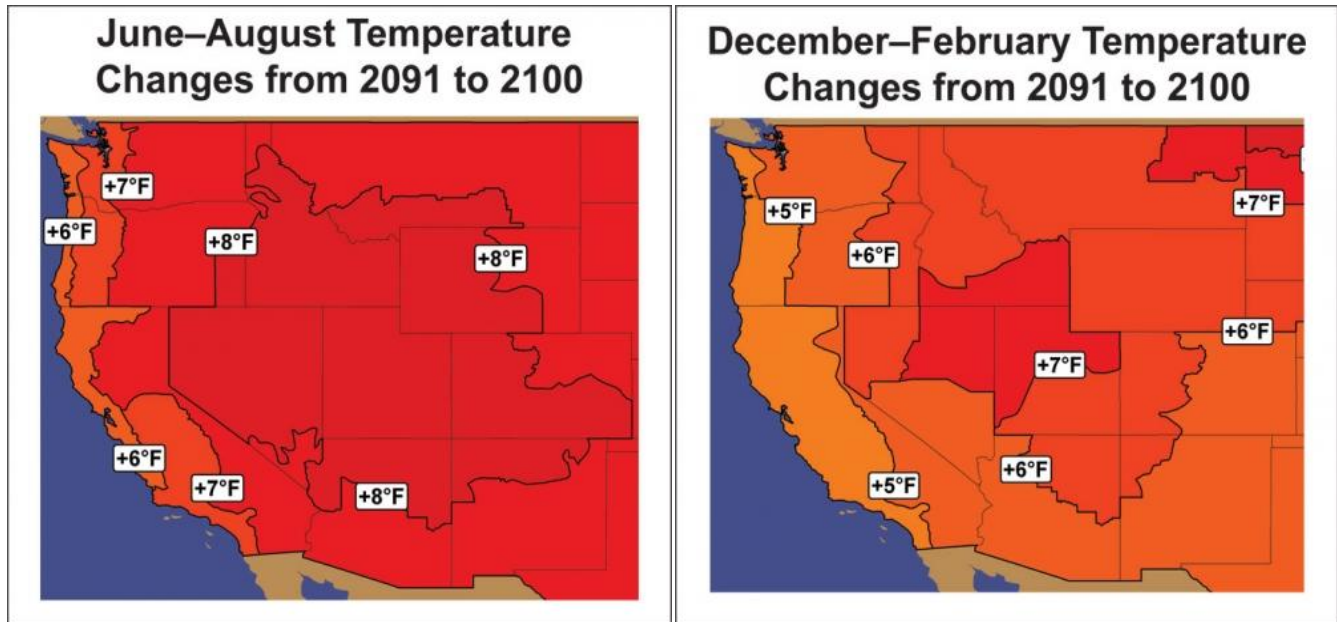 June–August Temperature
Changes from 2091 to 2100
+7°F
+6°F
+8°F
+8°F
+6°F
+7°F
+8°F
December–February Temperature
Changes from 2091 to 2100
+5°F
+7°F
+6°F
+6°F
+7°F
+6°F
+5°F